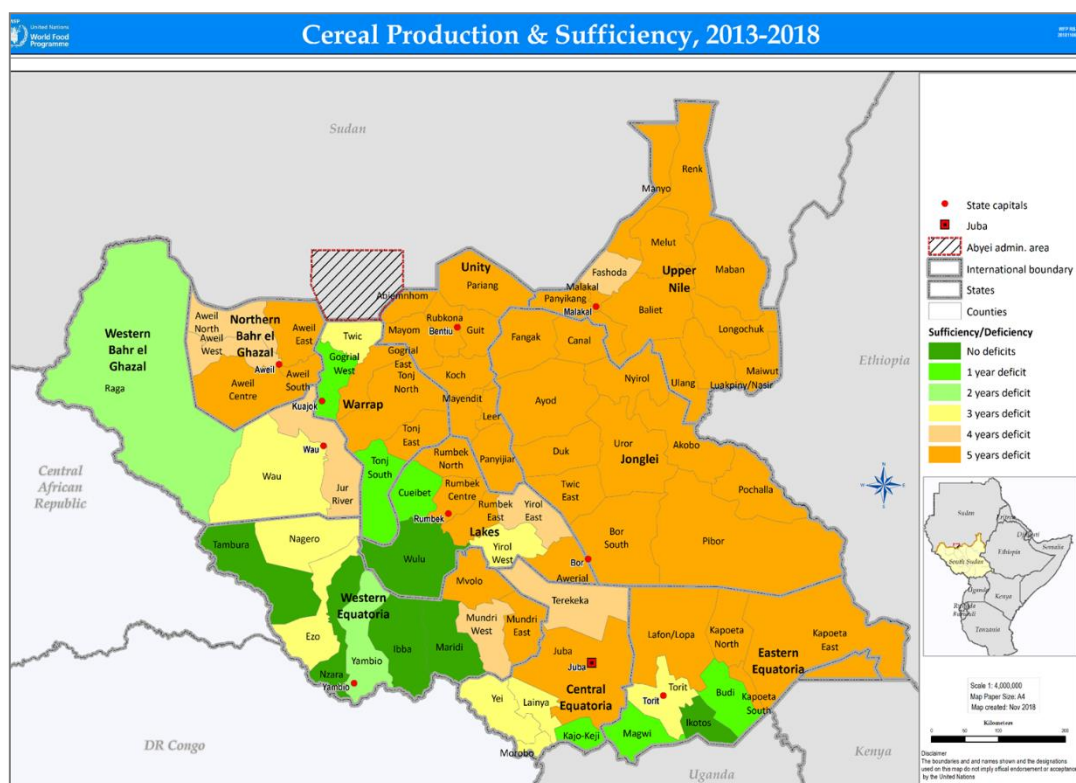 WFP
United Nations
World Food
Programme
Cereal Production & Sufficiency, 2013-2018
Sudan
Ethiopia
Central
African
Republic
DR Congo
Uganda
Kenya
Renk
Manyo
Melut
Fashoda
Maban
Upper
Nile
Malakal
Panyikang
Malakal
Baliet
Longochuk
Maiwut
Luakpiny/Nasir
Ulang
Unity
Pariang
Abiemnhom
Rubkona
Bentiu
Guit
Mayom
Koch
Mayendit
Leer
Panyijiar
Fangak
Canal
Nyirol
Ayod
Uror
Akobo
Duk
Jonglei
Pochalla
Twic
East
Bor
South
Pibor
Bor
Northern
Bahr el
Ghazal
Aweil
North
Aweil
West
Aweil
East
Aweil
Aweil
South
Aweil
Centre
Western
Bahr el
Ghazal
Raga
Wau
Wau
Jur
River
Twic
Gogrial
West
Gogrial
East
Tonj
North
Kuajok
Warrap
Tonj
East
Tonj
South
Rumbek
North
Cueibet
Rumbek
Centre
Rumbek
Rumbek
East
Yirol
East
Lakes
Yirol
West
Wulu
Awerial
Tambura
Nagero
Ezo
Western
Equatoria
Nzara
Yambio
Yambio
Ibba
Maridi
Mvolo
Mundri
West
Mundri
East
Terekeka
Juba
Juba
Central
Equatoria
Yei
Lainya
Morobo
Kajo-Keji
Lafon/Lopa
Kapoeta
North
Kapoeta
East
Eastern
Equatoria
Torit
Torit
Budi
Kapoeta
South
Ikotos
Magwi
State capitals
Juba
Abyei admin. area
International boundary
States
Counties
Sufficiency/Deficiency
No deficits
1 year deficit
2 years deficit
3 years deficit
4 years deficit
5 years deficit
Sudan
Ethiopia
Somalia
South Sudan
Uganda
Kenya
Tanzania
Scale 1: 4,000,000
Map Paper Size: A4
Map created: Nov 2018
Kilometres
Disclaimer
The boundaries and and names shown and the designations
used on this map do not imply offical endorsement or acceptance
by the United Nations